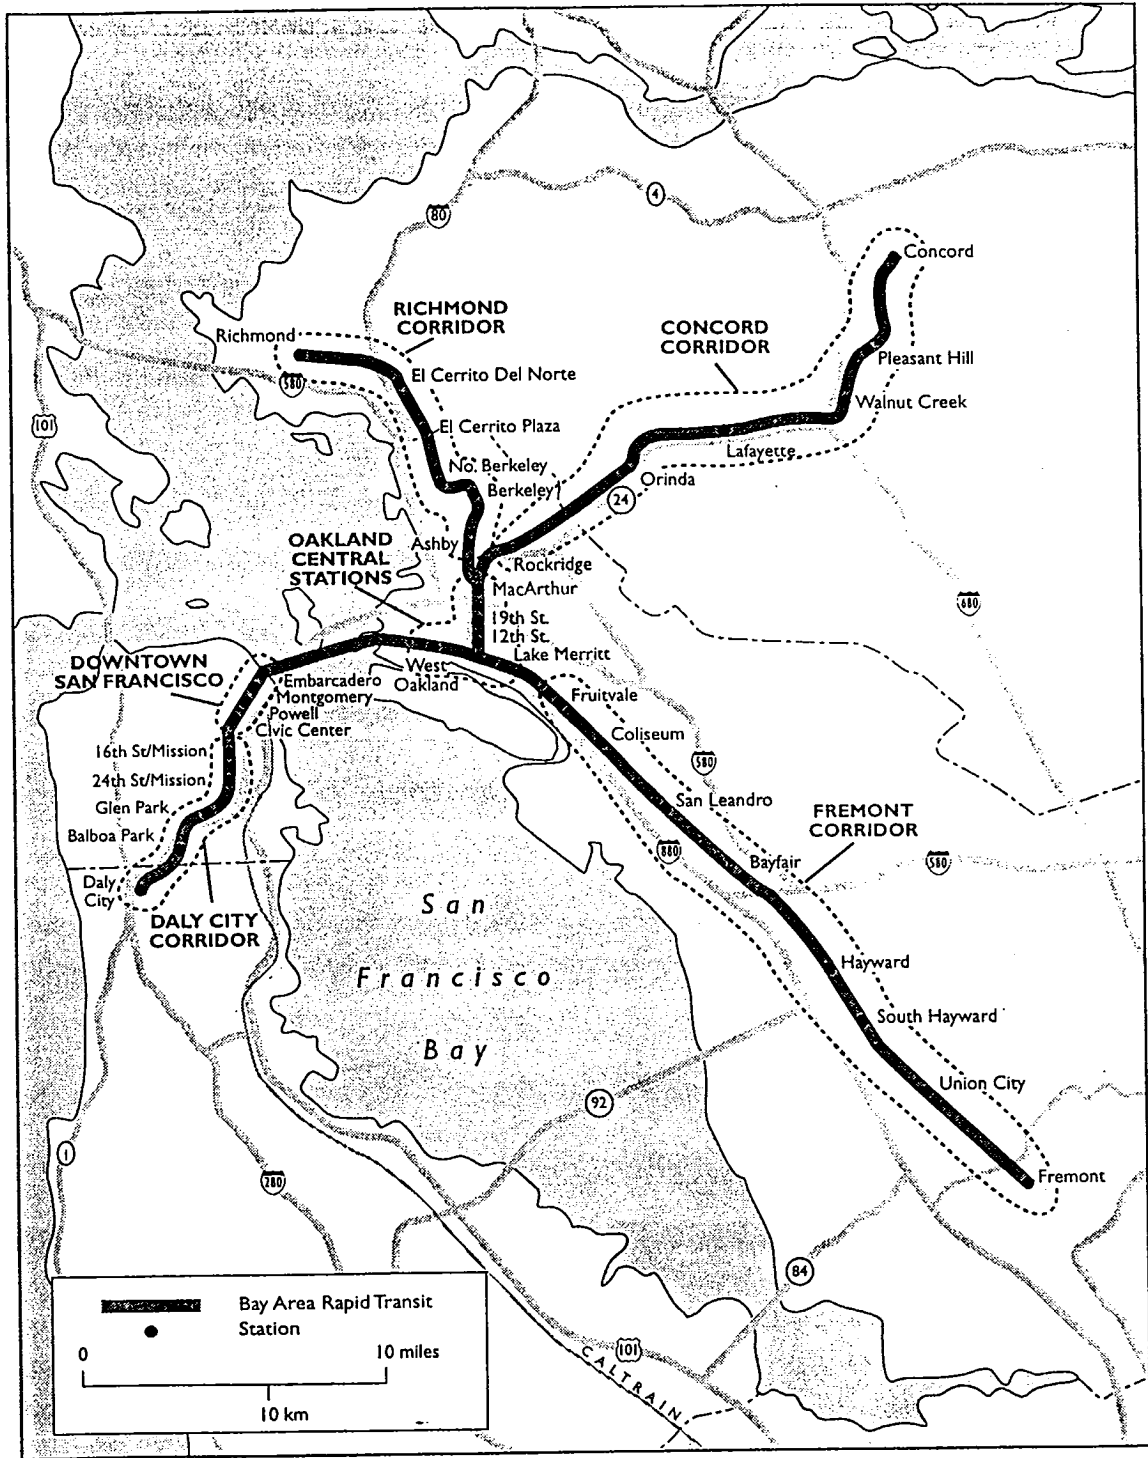 80
4
Concord
RICHMOND
CORRIDOR
CONCORD
CORRIDOR
Richmond
580
El Cerrito Del Norte
Pleasant Hill
101
Walnut Creek
El Cerrito Plaza
Lafayette
No. Berkeley
Berkeley
Orinda
24
OAKLAND
CENTRAL
STATIONS
Ashby
Rockridge
MacArthur
680
19th St.
12th St.
Lake Merritt
DOWNTOWN
SAN FRANCISCO
West
Oakland
Embarcadero
Montgomery
Powell
Civic Center
Fruitvale
Coliseum
16th St/Mission
24th St/Mission
Glen Park
Balboa Park
580
San Leandro
FREMONT
CORRIDOR
880
Bayfair
580
Daly
City
DALY CITY
CORRIDOR
San
Francisco
Bay
Hayward
South Hayward
Union City
92
1
280
Fremont
84
Bay Area Rapid Transit
Station
0
10 miles
10 km
101
CALTRAIN